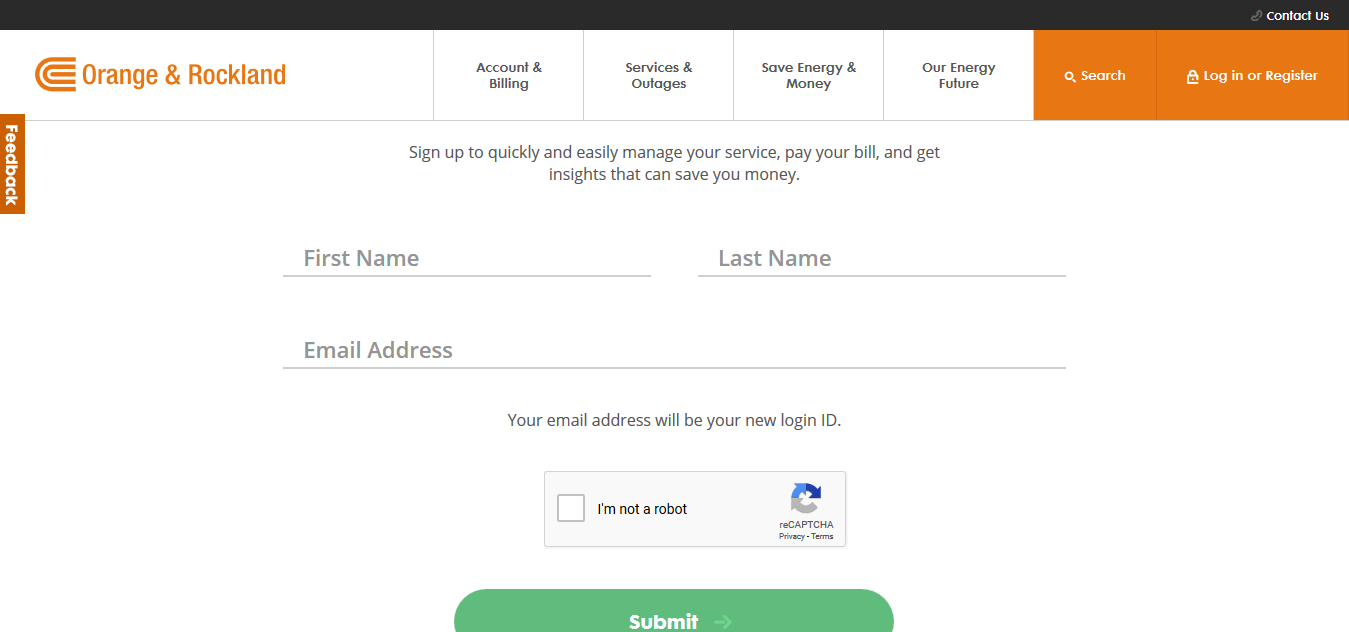 Contact Us
Orange & Rockland
Account &
Billing
Services &
Outages
Save Energy &
Money
Our Energy
Future
Search
Log in or Register
Feedback
Sign up to quickly and easily manage your service, pay your bill, and get
insights that can save you money.
First Name
Last Name
Email Address
Your email address will be your new login ID.
I'm not a robot
reCAPTCHA
Privacy - Terms
Submit